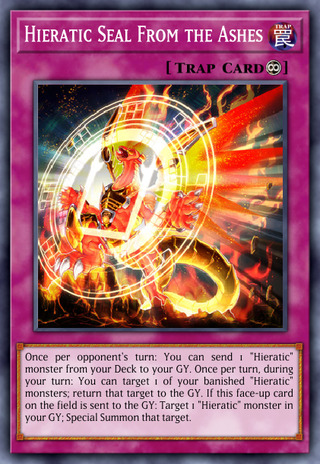 Hieratic Seal From the Ashes
TRAP
罠
[Trap Card]
Once per opponent's turn: You can send 1 "Hieratic"
monster from your Deck to your GY. Once per turn, during
your turn: You can target 1 of your banished "Hieratic"
monsters; return that target to the GY. If this face-up card
on the field is sent to the GY: Target 1 "Hieratic" monster in
your GY; Special Summon that target.